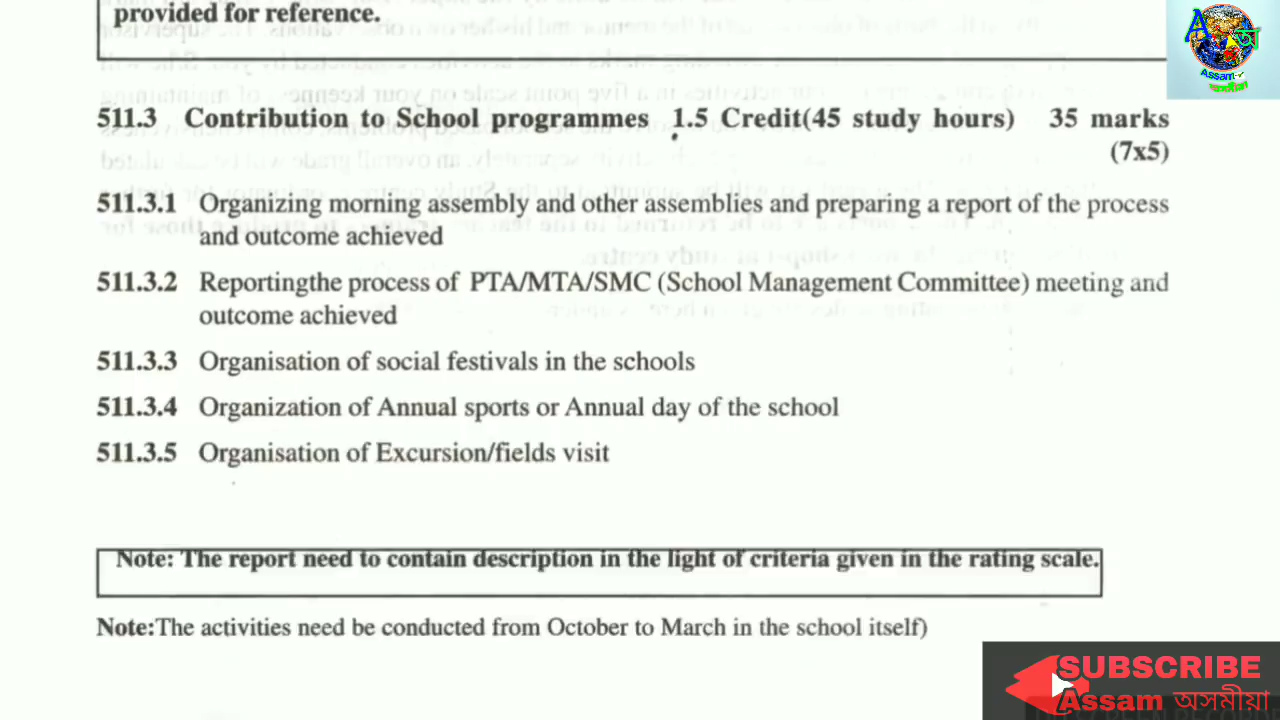 provided for reference.
511.3 Contribution to School programmes 1.5 Credit(45 study hours) 35 marks
(7x5)
511.3.1 Organizing morning assembly and other assemblies and preparing a report of the process
and outcome achieved
511.3.2 Reportingthe process of PTA/MTA/SMC (School Management Committee) meeting and
outcome achieved
511.3.3 Organisation of social festivals in the schools
511.3.4 Organization of Annual sports or Annual day of the school
511.3.5 Organisation of Excursion/fields visit
Note: The report need to contain description in the light of criteria given in the rating scale.
Note:The activities need be conducted from October to March in the school itself)
A অ
Assam
অসমীয়া
SUBSCRIBE
Assam অসমীয়া